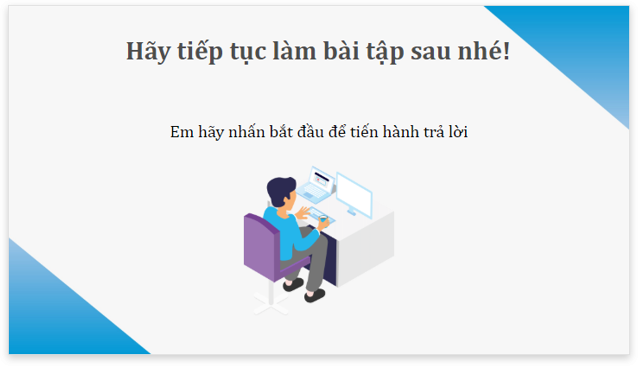 Hãy tiếp tục làm bài tập sau nhé!
Em hãy nhấn bắt đầu để tiến hành trả lời